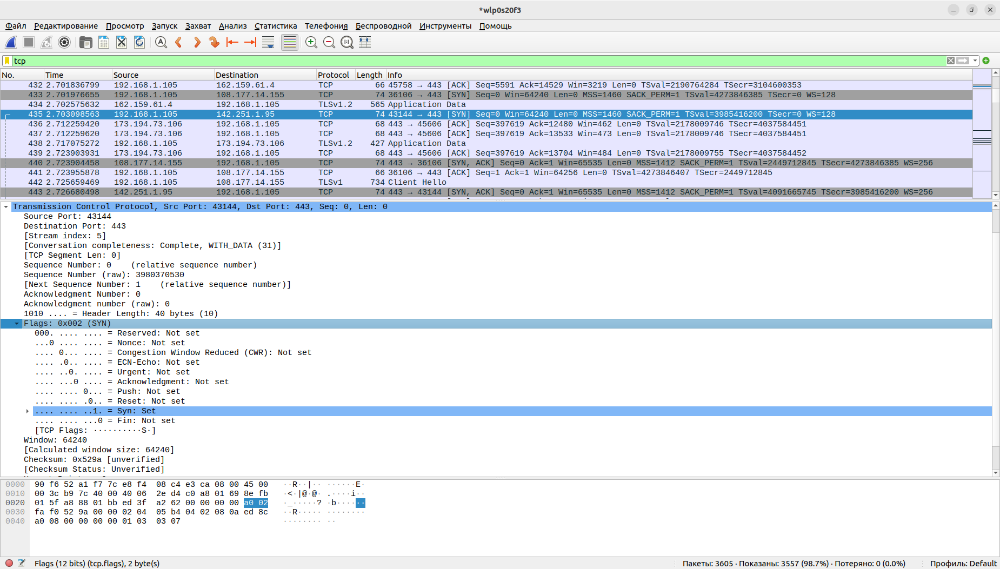 *wlp0s20f3
Файл Редактирование Просмотр Запуск Захват Анализ Статистика Телефония Беспроводной Инструменты Помощь
tcp
No. Time Source Destination Protocol Length Info
432 2.701836799 192.168.1.105 162.159.61.4 TCP 66 45758 → 443 [ACK] Seq=5591 Ack=14529 Win=3219 Len=0 TSval=2190764284 TSecr=3104600353
433 2.701976655 192.168.1.105 108.177.14.155 TCP 74 36106 → 443 [SYN] Seq=0 Win=64240 Len=0 MSS=1460 SACK_PERM=1 TSval=4273846385 TSecr=0 WS=128
434 2.702575632 162.159.61.4 192.168.1.105 TLSv1.2 565 Application Data
435 2.703098563 192.168.1.105 142.251.1.95 TCP 74 43144 → 443 [SYN] Seq=0 Win=64240 Len=0 MSS=1460 SACK_PERM=1 TSval=3985416200 TSecr=0 WS=128
436 2.712259420 173.194.73.106 192.168.1.105 TCP 68 443 → 45606 [ACK] Seq=397619 Ack=12480 Win=462 Len=0 TSval=2178009746 TSecr=4037584451
437 2.712259620 173.194.73.106 192.168.1.105 TCP 68 443 → 45606 [ACK] Seq=397619 Ack=13533 Win=473 Len=0 TSval=2178009746 TSecr=4037584451
438 2.717075272 192.168.1.105 173.194.73.106 TLSv1.2 427 Application Data
439 2.723903931 173.194.73.106 192.168.1.105 TCP 68 443 → 45606 [ACK] Seq=397619 Ack=13704 Win=484 Len=0 TSval=2178009755 TSecr=4037584452
440 2.723904458 108.177.14.155 192.168.1.105 TCP 74 443 → 36106 [SYN, ACK] Seq=0 Ack=1 Win=65535 Len=0 MSS=1412 SACK_PERM=1 TSval=2449712845 TSecr=4273846385 WS=256
441 2.723955878 192.168.1.105 108.177.14.155 TCP 66 36106 → 443 [ACK] Seq=1 Ack=1 Win=64256 Len=0 TSval=4273846407 TSecr=2449712845
442 2.725659469 192.168.1.105 108.177.14.155 TLSv1 734 Client Hello
443 2.726680498 142.251.1.95 192.168.1.105 TCP 74 443 → 43144 [SYN, ACK] Seq=0 Ack=1 Win=65535 Len=0 MSS=1412 SACK_PERM=1 TSval=4091665745 TSecr=3985416200 WS=256
Transmission Control Protocol, Src Port: 43144, Dst Port: 443, Seq: 0, Len: 0
Source Port: 43144
Destination Port: 443
[Stream index: 5]
[Conversation completeness: Complete, WITH_DATA (31)]
[TCP Segment Len: 0]
Sequence Number: 0    (relative sequence number)
Sequence Number (raw): 3980370530
[Next Sequence Number: 1    (relative sequence number)]
Acknowledgment Number: 0
Acknowledgment number (raw): 0
1010 .... = Header Length: 40 bytes (10)
Flags: 0x002 (SYN)
000. .... .... = Reserved: Not set
...0 .... .... = Nonce: Not set
.... 0... .... = Congestion Window Reduced (CWR): Not set
.... .0.. .... = ECN-Echo: Not set
.... ..0. .... = Urgent: Not set
.... ...0 .... = Acknowledgment: Not set
.... .... 0... = Push: Not set
.... .... .0.. = Reset: Not set
.... .... ..1. = Syn: Set
.... .... ...0 = Fin: Not set
[TCP Flags: ··········S·]
Window: 64240
[Calculated window size: 64240]
Checksum: 0x529a [unverified]
[Checksum Status: Unverified]
0000 90 f6 52 a1 f7 7c e8 f4 08 c4 e3 ca 08 00 45 00 ··R··|·· ······E·
0010 00 3c b9 7c 40 00 40 06 2e d4 c0 a8 01 69 8e fb ·<·|@·@· .····i··
0020 01 5f a8 88 01 bb ed 3f a2 62 00 00 00 00 a0 02 ·_·····? ·b······
0030 fa f0 52 9a 00 00 02 04 05 b4 04 02 08 0a ed 8c ··R····· ········
0040 a0 08 00 00 00 00 01 03 03 07 ········ ··
Flags (12 bits) (tcp.flags), 2 byte(s)
Пакеты: 3605 · Показаны: 3557 (98.7%) · Потеряно: 0 (0.0%)
Профиль: Default